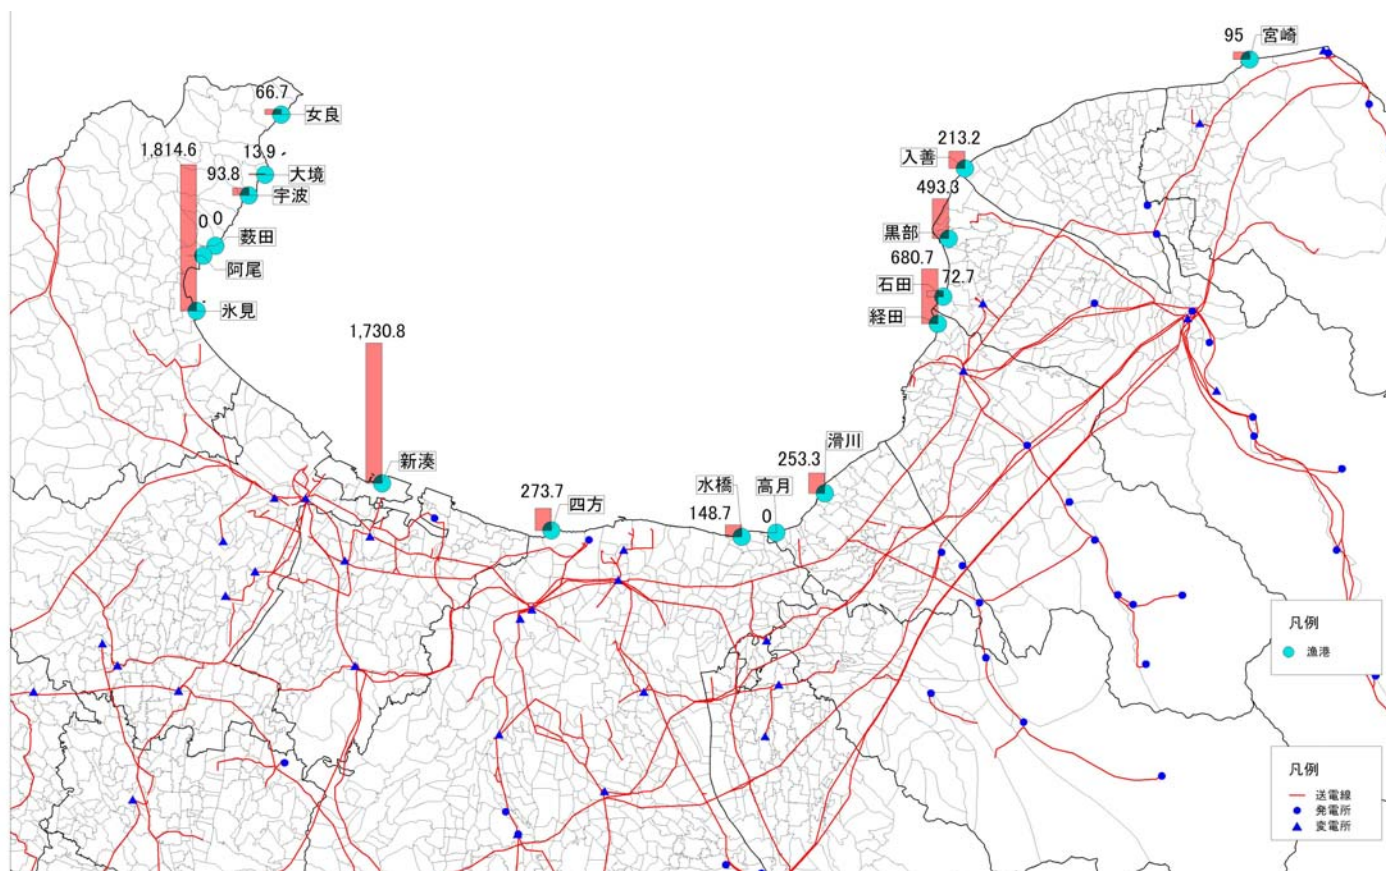 95
宮崎
66.7
女良
1,814.6
13.9
大境
93.8
宇波
0
0
薮田
阿尾
氷見
213.2
入善
493.3
黒部
680.7
72.7
石田
経田
1,730.8
新湊
273.7
四方
水橋
148.7
高月
0
滑川
253.3
凡例
漁港
凡例
送電線
発電所
変電所